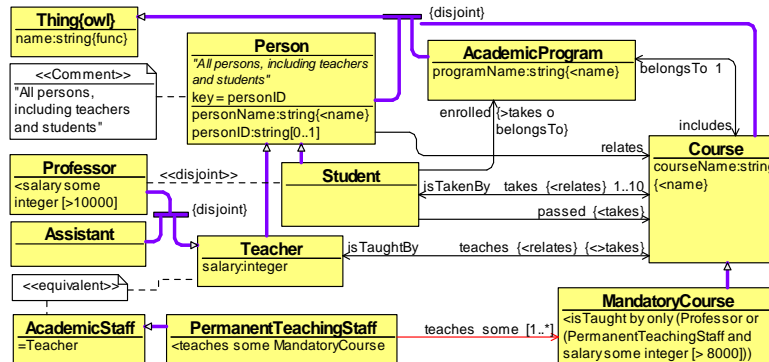 Thing{owl}
name:string{func}
{disjoint}
Person
"All persons, including teachers
and students"
key = personID
personName:string{<name}
personID:string[0..1]
AcademicProgram
programName:string{<name}
belongsTo 1
<<Comment>>
"All persons,
including teachers
and students"
enrolled {>takes o
belongsTo}
includes
relates
Course
courseName:string
{<name}
Professor
<salary some
integer [>10000]
<<disjoint>>
Student
isTakenBy takes {<relates} 1..10
passed {<takes}
{disjoint}
Assistant
Teacher
salary:integer
isTaughtBy teaches {<relates} {<>takes}
<<equivalent>>
AcademicStaff
=Teacher
PermanentTeachingStaff
<teaches some MandatoryCourse
teaches some [1..*]
MandatoryCourse
<isTaught by only (Professor or
(PermanentTeachingStaff and
salary some integer [> 8000]))